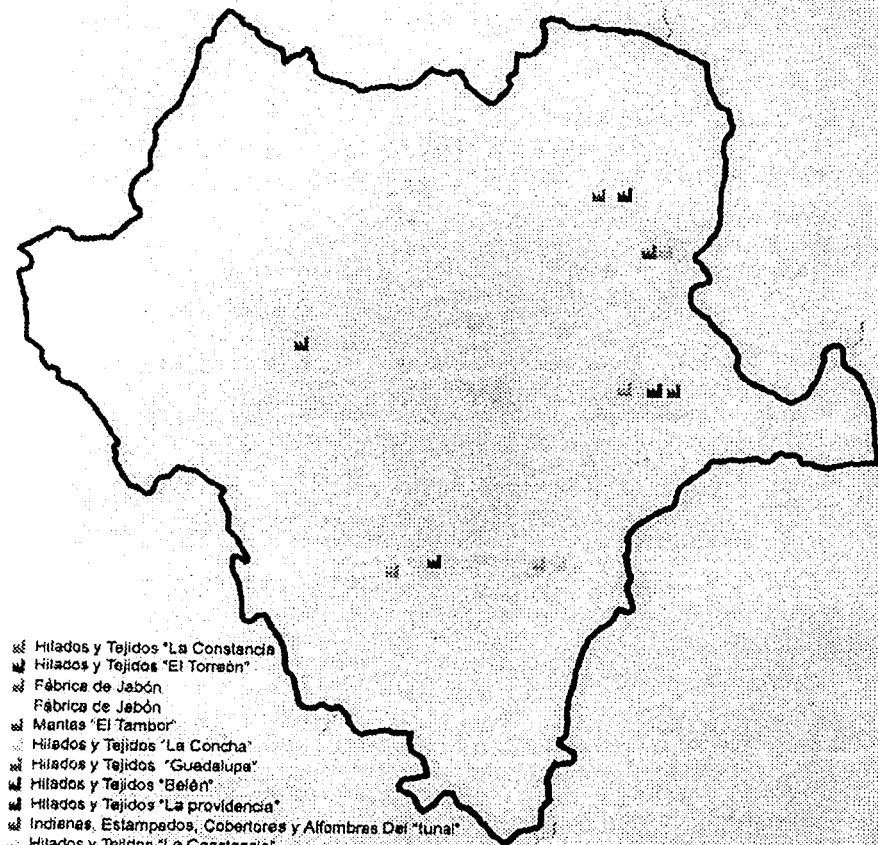 Hilados y Tejidos "La Constancia
Hilados y Tejidos "El Torreón"
Fábrica de Jabón
Fábrica de Jabón
Mantas "El Tambor"
Hilados y Tejidos "La Concha"
Hilados y Tejidos "Guadalupe"
Hilados y Tejidos "Belén"
Hilados y Tejidos "La providencia"
Indianas, Estampados, Cobertores y Alfombras Del "tunal"
Hilados y Tejidos "La Constancia"